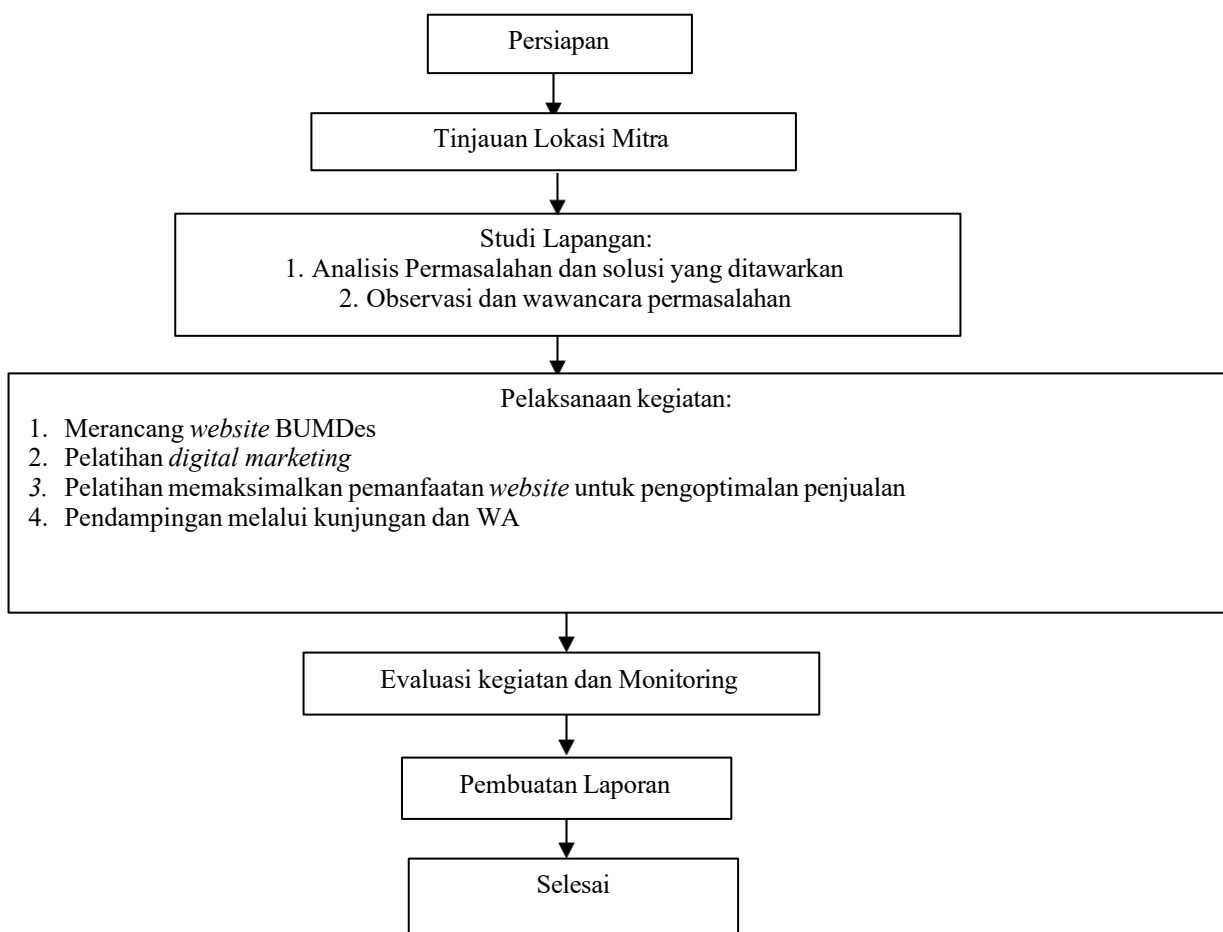 Persiapan
Tinjauan Lokasi Mitra
Studi Lapangan:
1. Analisis Permasalahan dan solusi yang ditawarkan
2. Observasi dan wawancara permasalahan
Pelaksanaan kegiatan:
1. Merancang website BUMDes
2. Pelatihan digital marketing
3. Pelatihan memaksimalkan pemanfaatan website untuk pengoptimalan penjualan
4. Pendampingan melalui kunjungan dan WA
Evaluasi kegiatan dan Monitoring
Pembuatan Laporan
Selesai